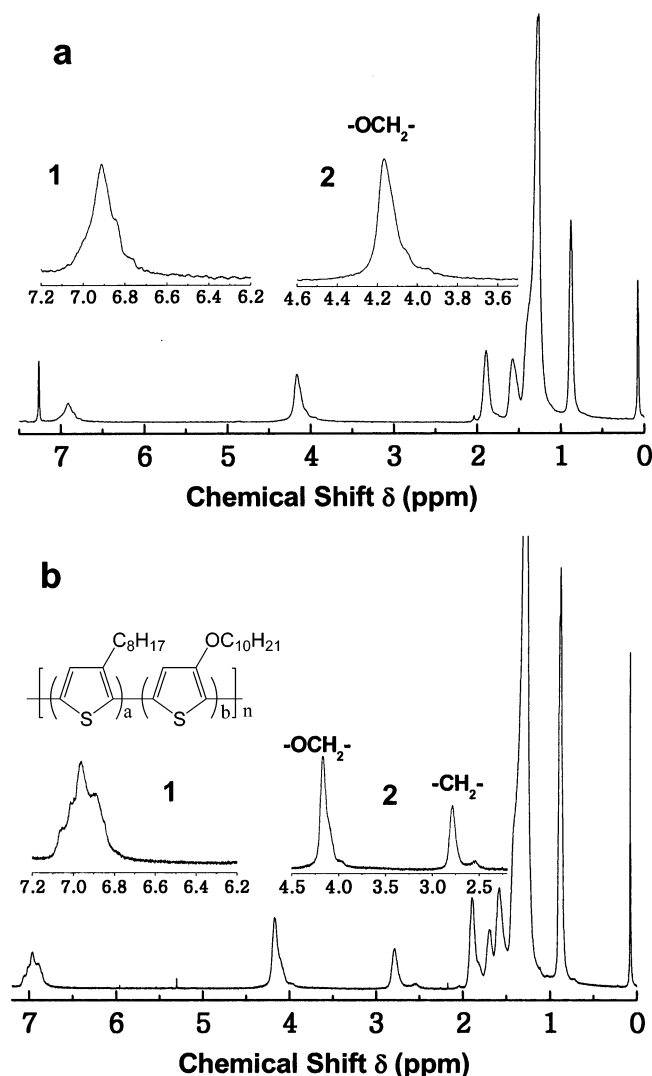 a
-OCH2-
1
2
7.2 7.0 6.8 6.6 6.4 6.2
4.6 4.4 4.2 4.0 3.8 3.6
7 6 5 4 3 2 1 0
Chemical Shift δ (ppm)
b
C8H17
OC10H21
S
a
S
b
n
-OCH2-
1
2
-CH2-
7.2 7.0 6.8 6.6 6.4 6.2
4.5 4.0 3.5 3.0 2.5
7 6 5 4 3 2 1 0
Chemical Shift δ (ppm)